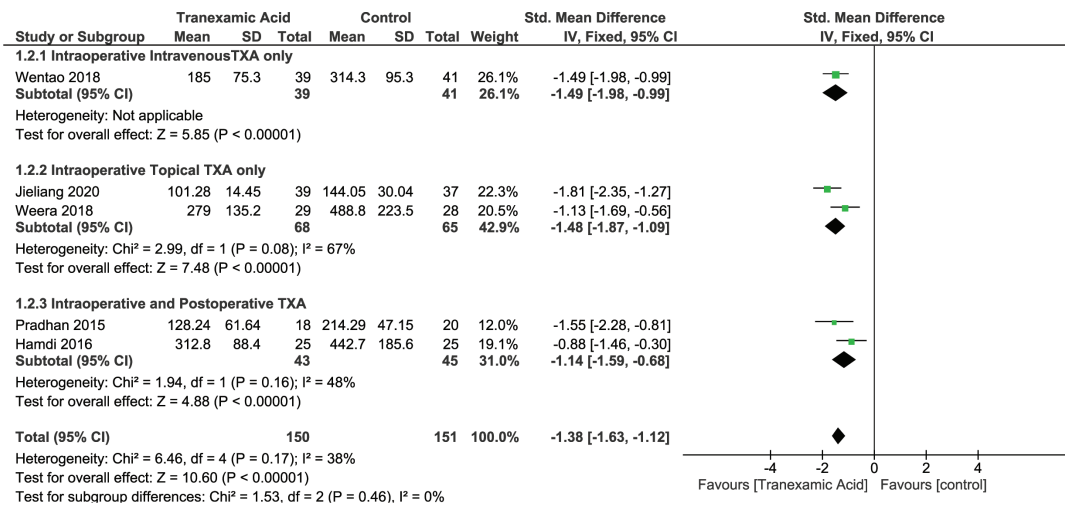 Tranexamic Acid Control Std. Mean Difference Std. Mean Difference
Study or Subgroup Mean SD Total Mean SD Total Weight IV, Fixed, 95% CI IV, Fixed, 95% CI
1.2.1 Intraoperative IntravenousTXA only
Wentao 2018 185 75.3 39 314.3 95.3 41 26.1% -1.49 [-1.98, -0.99]
Subtotal (95% CI) 39 41 26.1% -1.49 [-1.98, -0.99]
Heterogeneity: Not applicable
Test for overall effect: Z = 5.85 (P < 0.00001)
1.2.2 Intraoperative Topical TXA only
Jieliang 2020 101.28 14.45 39 144.05 30.04 37 22.3% -1.81 [-2.35, -1.27]
Weera 2018 279 135.2 29 488.8 223.5 28 20.5% -1.13 [-1.69, -0.56]
Subtotal (95% CI) 68 65 42.9% -1.48 [-1.87, -1.09]
Heterogeneity: Chi² = 2.99, df = 1 (P = 0.08); I² = 67%
Test for overall effect: Z = 7.48 (P < 0.00001)
1.2.3 Intraoperative and Postoperative TXA
Pradhan 2015 128.24 61.64 18 214.29 47.15 20 12.0% -1.55 [-2.28, -0.81]
Hamdi 2016 312.8 88.4 25 442.7 185.6 25 19.1% -0.88 [-1.46, -0.30]
Subtotal (95% CI) 43 45 31.0% -1.14 [-1.59, -0.68]
Heterogeneity: Chi² = 1.94, df = 1 (P = 0.16); I² = 48%
Test for overall effect: Z = 4.88 (P < 0.00001)
Total (95% CI) 150 151 100.0% -1.38 [-1.63, -1.12]
Heterogeneity: Chi² = 6.46, df = 4 (P = 0.17); I² = 38%
Test for overall effect: Z = 10.60 (P < 0.00001)
Test for subgroup differences: Chi² = 1.53, df = 2 (P = 0.46), I² = 0%
-4 -2 0 2 4
Favours [Tranexamic Acid] Favours [control]